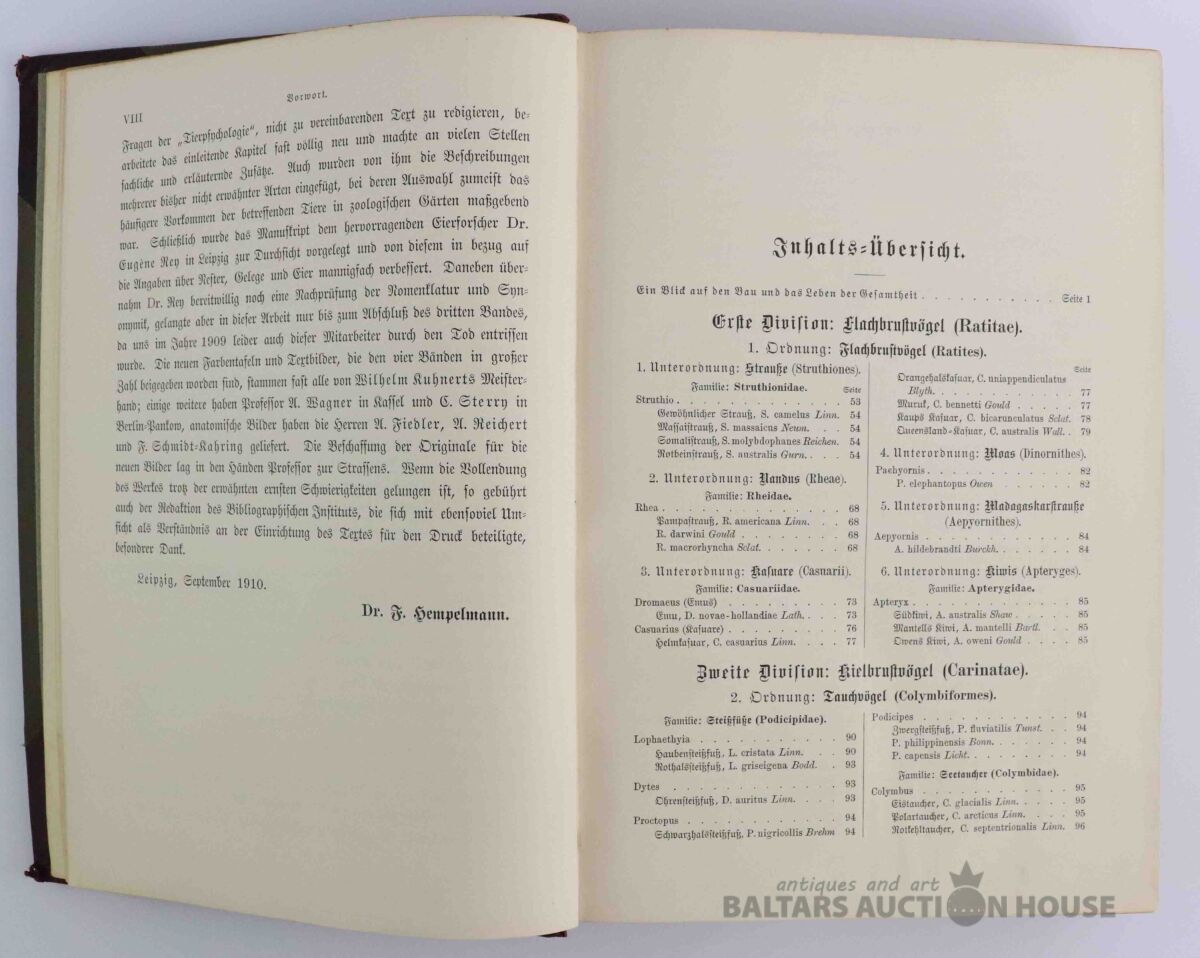 VIII
Vorwort.
Fragen der „Tierpsychologie“, nicht zu vereinbarenden Text zu redigieren, be-
arbeitete das einleitende Kapitel fast völlig neu und machte an vielen Stellen
sachliche und erläuternde Zusätze. Auch wurden von ihm die Beschreibungen
mehrerer bisher nicht erwähnter Arten eingefügt, bei deren Auswahl zumeist das
häufigere Vorkommen der betreffenden Tiere in zoologischen Gärten maßgebend
war. Schließlich wurde das Manuskript dem hervorragenden Eierforscher Dr.
Eugène Rey in Leipzig zur Durchsicht vorgelegt und von diesem in bezug auf
die Angaben über Nester, Gelege und Eier mannigfach verbessert. Daneben über-
nahm Dr. Rey bereitwillig noch eine Nachprüfung der Nomenklatur und Syn-
onymik, gelangte aber in dieser Arbeit nur bis zum Abschluß des dritten Bandes,
da uns im Jahre 1909 leider auch dieser Mitarbeiter durch den Tod entrissen
wurde. Die neuen Farbentafeln und Textbilder, die den vier Bänden in großer
Zahl beigegeben worden sind, stammen fast alle von Wilhelm Kuhnerts Meister-
hand; einige weitere haben Professor A. Wagner in Kassel und C. Sterry in
Berlin-Pankow, anatomische Bilder haben die Herren A. Fiedler, A. Reichert
und F. Schmidt-Kahring geliefert. Die Beschaffung der Originale für die
neuen Bilder lag in den Händen Professor zur Strassens. Wenn die Vollendung
des Werkes trotz der erwähnten ernsten Schwierigkeiten gelungen ist, so gebührt
auch der Redaktion des Bibliographischen Instituts, die sich mit ebensoviel Um-
sicht als Verständnis an der Einrichtung des Textes für den Druck beteiligte,
besonderer Dank.
Leipzig, September 1910.
Dr. F. Hempelmann.
Inhalts-Übersicht.
Ein Blick auf den Bau und das Leben der Gesamtheit . . . . . . . . . . . Seite 1
Erste Division: Flachbrustvögel (Ratitae).
1. Ordnung: Flachbrustvögel (Ratites).
1. Unterordnung: Strauße (Struthiones).
Familie: Struthionidae. Seite
Struthio . . . . . . . . . . . . . 53
Gewöhnlicher Strauß, S. camelus Linn. 54
Massaistrauß, S. massaicus Neum. . . 54
Somalistrauß, S. molybdophanes Reichen. 54
Rotbeinstrauß, S. australis Gurn. . . . 54
2. Unterordnung: Nandus (Rheae).
Familie: Rheidae.
Rhea . . . . . . . . . . . . . . 68
Pampastrauß, R. americana Linn. . . 68
R. darwini Gould . . . . . . . . 68
R. macrorhyncha Sclat. . . . . . . 68
3. Unterordnung: Kasuare (Casuarii).
Familie: Casuariidae.
Dromaeus (Emus) . . . . . . . . . 73
Emu, D. novae-hollandiae Lath. . . . 73
Casuarius (Kasuare) . . . . . . . . . 76
Helmkasuar, C. casuarius Linn. . . . 77
Seite
Orangehalskasuar, C. uniappendiculatus
Blyth. . . . . . . . . . . . . 77
Muruk, C. bennetti Gould . . . . . 77
Kaups Kasuar, C. bicarunculatus Sclat. 78
Queensland-Kasuar, C. australis Wall. . 79
4. Unterordnung: Moas (Dinornithes).
Pachyornis . . . . . . . . . . . . 82
P. elephantopus Owen . . . . . . 82
5. Unterordnung: Madagaskarstrauße
(Aepyornithes).
Aepyornis . . . . . . . . . . . . 84
A. hildebrandti Burckh. . . . . . . 84
6. Unterordnung: Kiwis (Apteryges).
Familie: Apterygidae.
Apteryx . . . . . . . . . . . . . 85
Südkiwi, A. australis Shaw . . . . . 85
Mantells Kiwi, A. mantelli Bartl. . . 85
Owens Kiwi, A. oweni Gould . . . . 85
Zweite Division: Kielbrustvögel (Carinatae).
2. Ordnung: Tauchvögel (Colymbiformes).
Familie: Steißfüße (Podicipidae).
Lophaethyia . . . . . . . . . . . 90
Haubensteißfuß, L. cristata Linn. . . 90
Rothalssteißfuß, L. griseigena Bodd. . 93
Dytes . . . . . . . . . . . . . . 93
Ohrensteißfuß, D. auritus Linn. . . . 93
Proctopus . . . . . . . . . . . . 94
Schwarzhalssteißfuß, P. nigricollis Brehm 94
Podicipes . . . . . . . . . . . . 94
Zwergsteißfuß, P. fluviatilis Tunst. . . 94
P. philippinensis Bonn. . . . . . . 94
P. capensis Licht. . . . . . . . . 94
Familie: Seetaucher (Colymbidae).
Colymbus . . . . . . . . . . . . 95
Eistaucher, C. glacialis Linn. . . . . 95
Polartaucher, C. arcticus Linn. . . . 95
Rotkehltaucher, C. septentrionalis Linn. 96
antiques and art
BALTARS AUCTION HOUSE